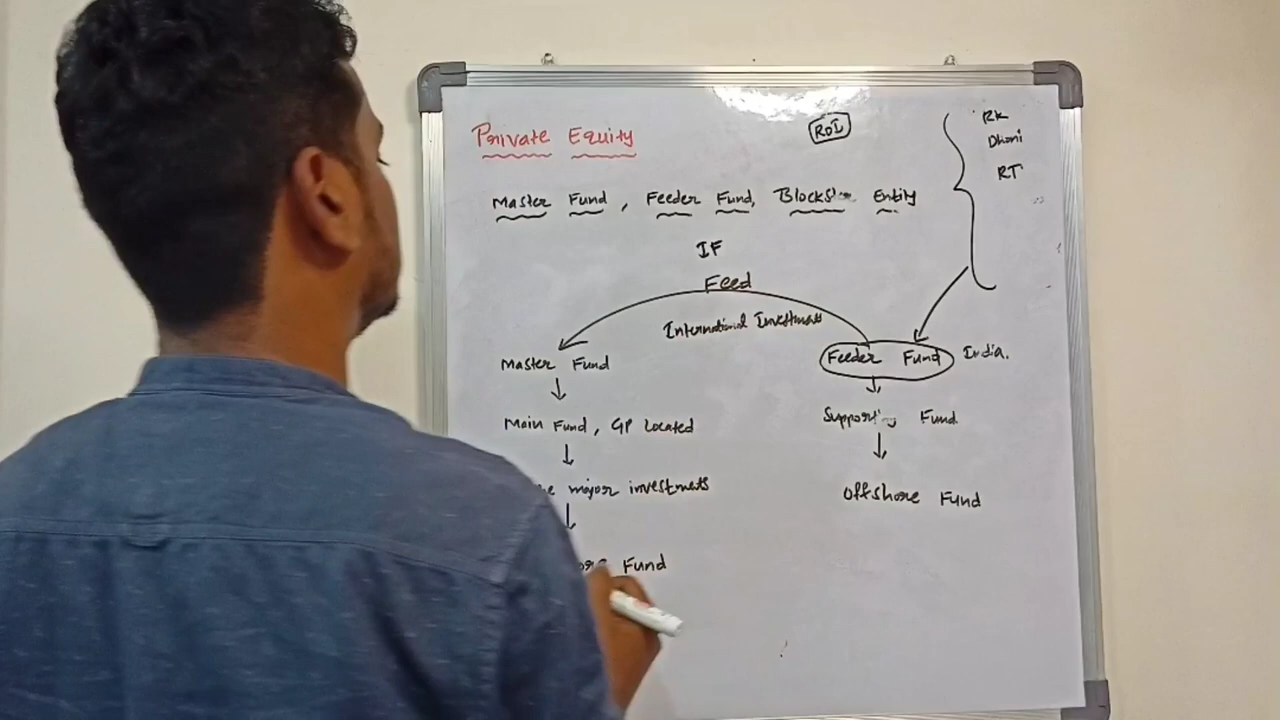 Private Equity
ROI
RK
Dhoni
RT
Master Fund, Feeder Fund, Entity
IF
Feed
International Investments
Master Fund
Feeder Fund India.
Main Fund, GP Located
Supporting Fund
major investments
Offshore Fund
Fund